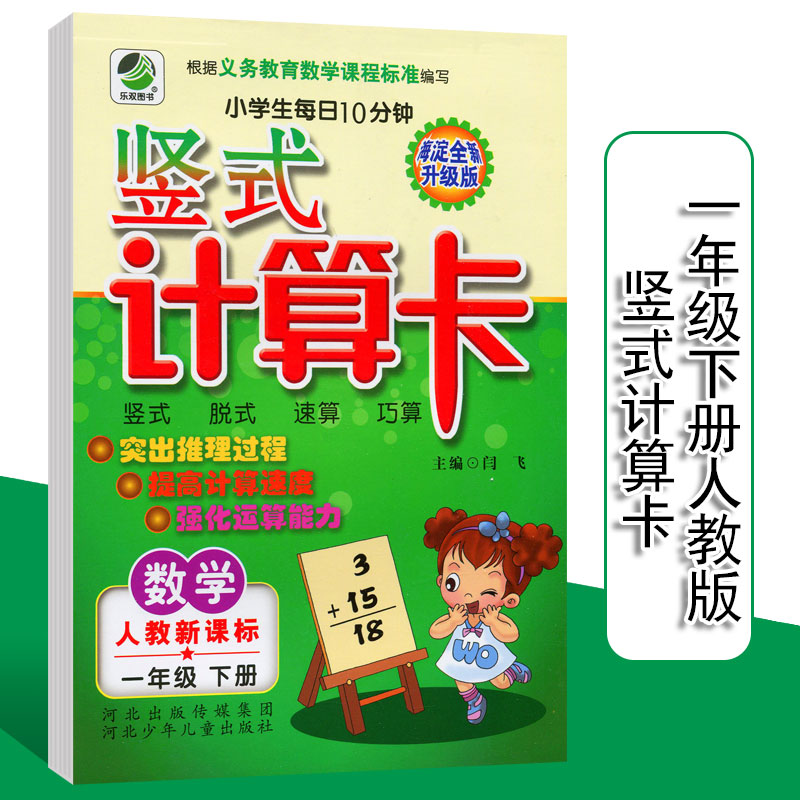 乐双图书
根据义务教育数学课程标准编写
小学生每日10分钟
海淀全新
升级版
竖式
计算卡
竖式 脱式 速算 巧算
突出推理过程
提高计算速度
强化运算能力
主编⊙闫 飞
3
+ 15
18
WO
数学
人教新课标
一年级 下册
河北出版传媒集团
河北少年儿童出版社
一年级下册人教版
竖式计算卡